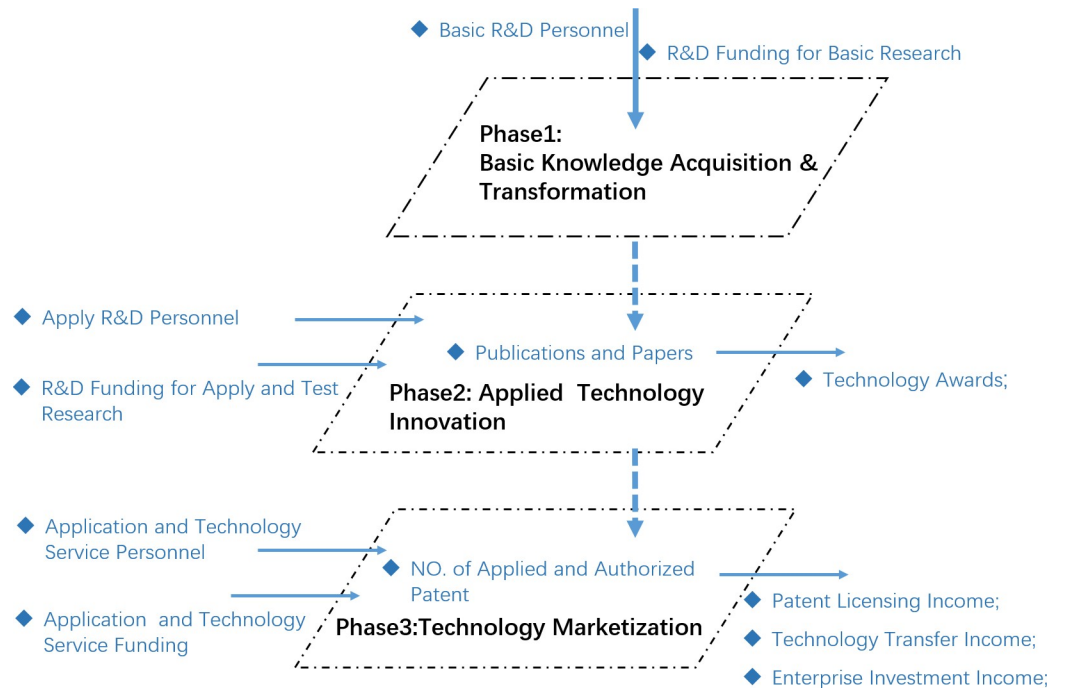 Basic R&D Personnel
R&D Funding for Basic Research
Phase1:
Basic Knowledge Acquisition &
Transformation
Apply R&D Personnel
Publications and Papers
R&D Funding for Apply and Test
Research
Technology Awards;
Phase2: Applied Technology
Innovation
Application and Technology
Service Personnel
NO. of Applied and Authorized
Patent
Application and Technology
Service Funding
Phase3:Technology Marketization
Patent Licensing Income;
Technology Transfer Income;
Enterprise Investment Income;